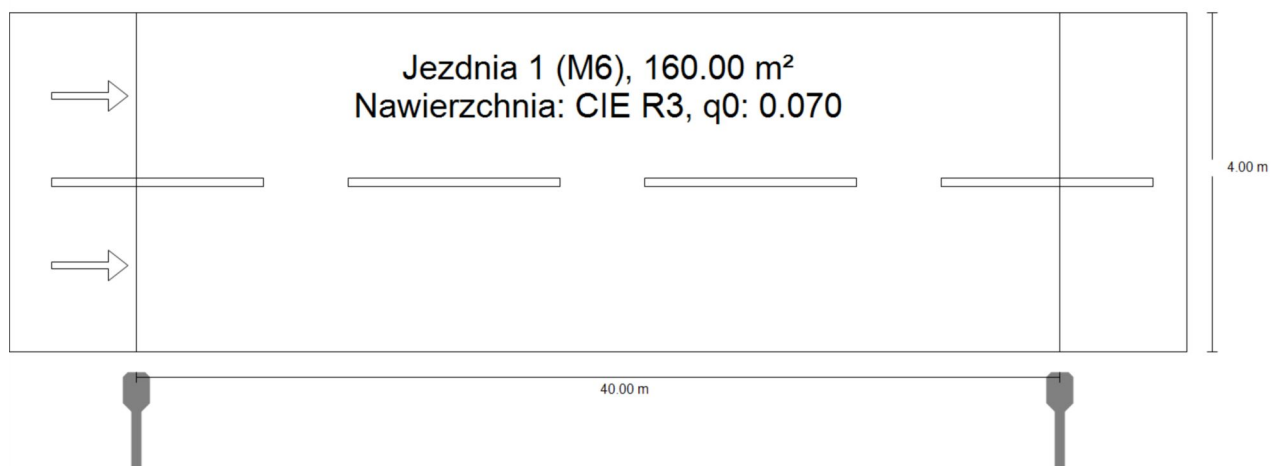 Jezdnia 1 (M6), 160.00 m²
Nawierzchnia: CIE R3, q0: 0.070
4.00 m
40.00 m